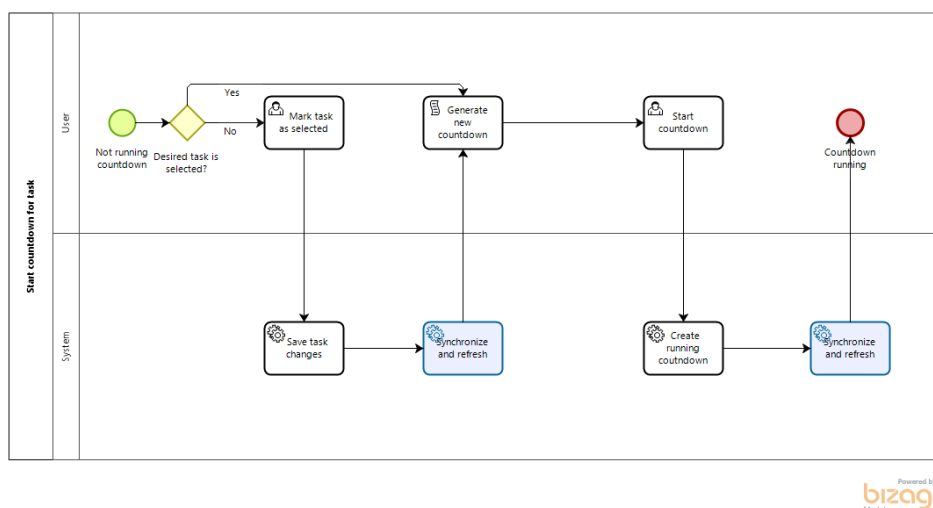 Start countdown for task
User
System
Not running
countdown
Desired task is
selected?
Yes
No
Mark task
as selected
Generate
new
countdown
Start
countdown
Countdown
running
Save task
changes
Synchronize
and refresh
Create
running
coutndown
Synchronize
and refresh
Powered b
bizag